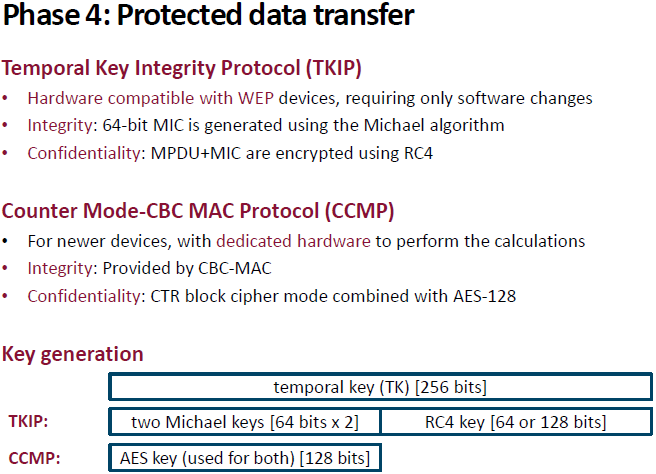 Phase 4: Protected data transfer
Temporal Key Integrity Protocol (TKIP)
• Hardware compatible with WEP devices, requiring only software changes
• Integrity: 64-bit MIC is generated using the Michael algorithm
• Confidentiality: MPDU+MIC are encrypted using RC4
Counter Mode-CBC MAC Protocol (CCMP)
• For newer devices, with dedicated hardware to perform the calculations
• Integrity: Provided by CBC-MAC
• Confidentiality: CTR block cipher mode combined with AES-128
Key generation
temporal key (TK) [256 bits]
TKIP: two Michael keys [64 bits x 2] RC4 key [64 or 128 bits]
CCMP: AES key (used for both) [128 bits]